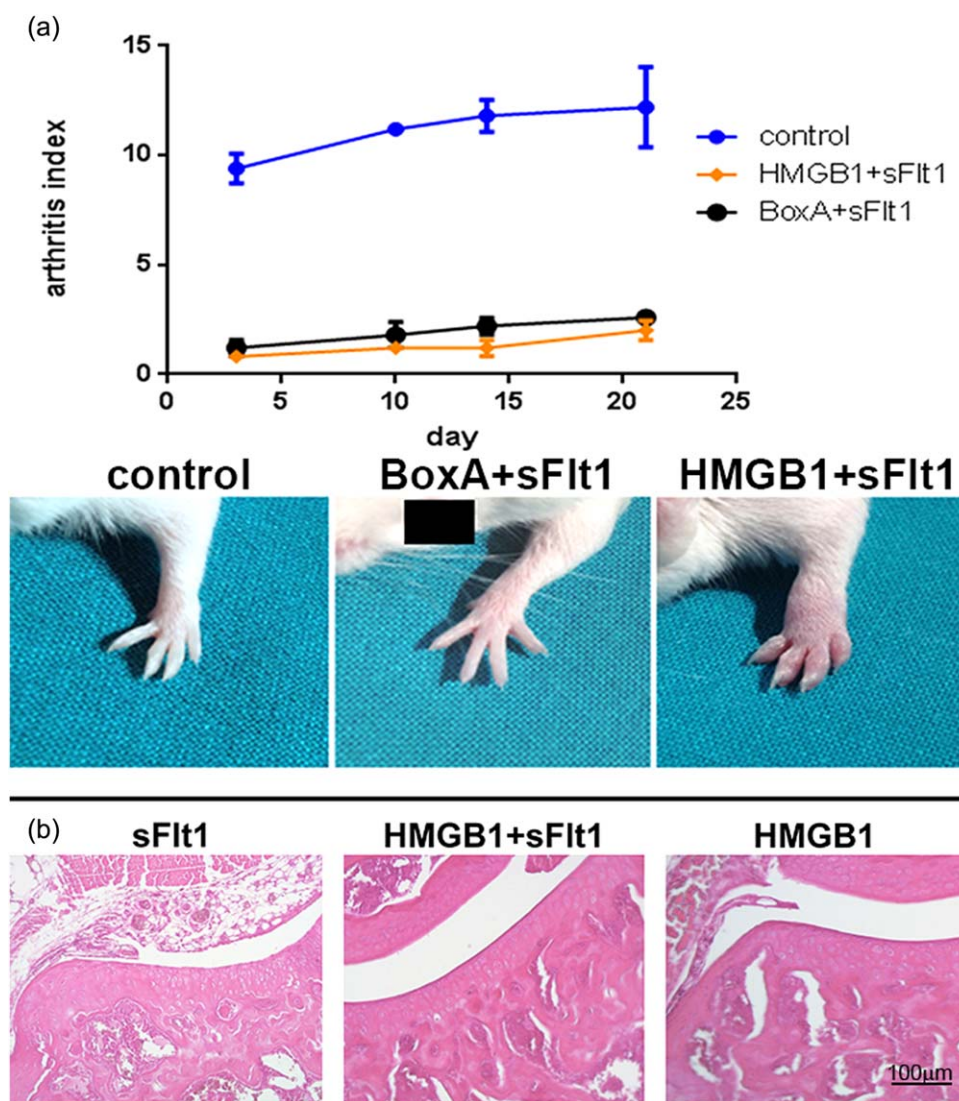 (a)
15
10
5
0
arthritis index
0 5 10 15 20 25
day
control
HMGB1+sFlt1
BoxA+sFlt1
control BoxA+sFlt1 HMGB1+sFlt1
(b)
sFlt1 HMGB1+sFlt1 HMGB1
100μm